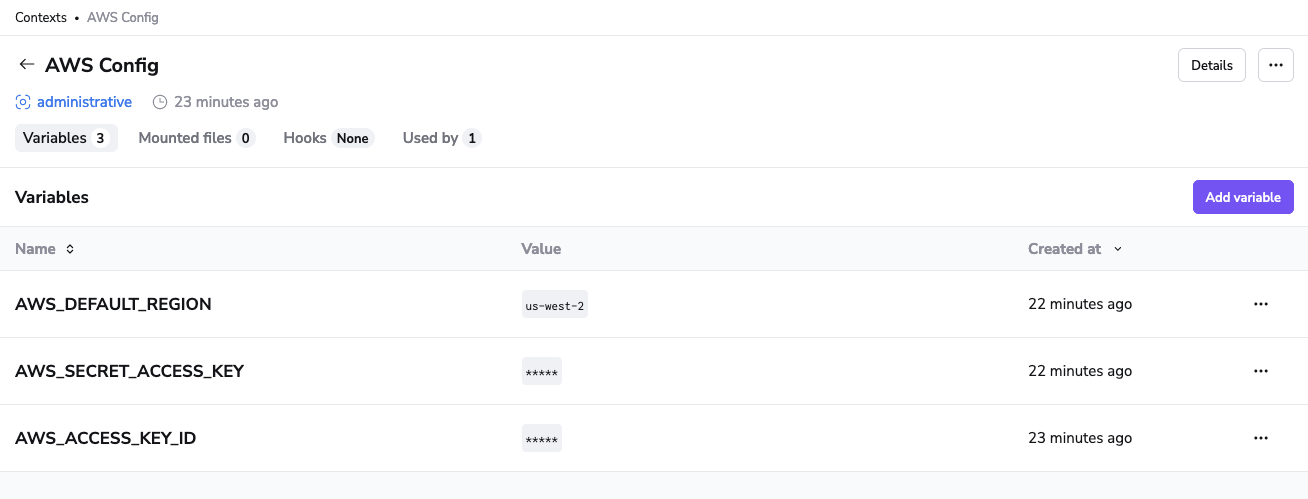 Contexts • AWS Config
← AWS Config Details ...
administrative 23 minutes ago
Variables 3 Mounted files 0 Hooks None Used by 1
Variables Add variable
Name Value Created at
AWS_DEFAULT_REGION us-west-2 22 minutes ago ...
AWS_SECRET_ACCESS_KEY ***** 22 minutes ago ...
AWS_ACCESS_KEY_ID ***** 23 minutes ago ...